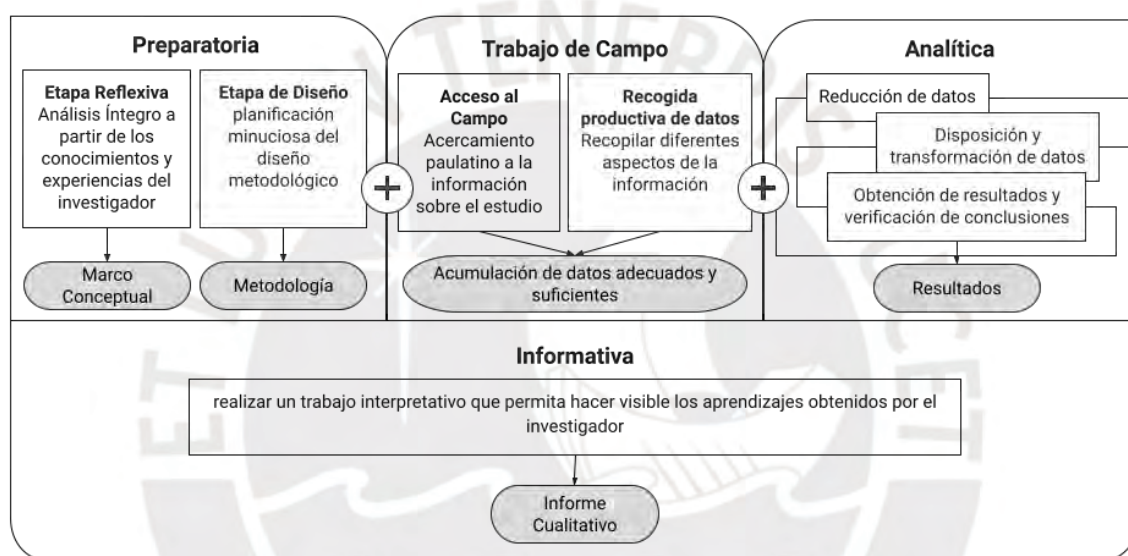 Preparatoria
Etapa Reflexiva
Análisis Íntegro a
partir de los
conocimientos y
experiencias del
investigador
Etapa de Diseño
planificación
minuciosa del
diseño
metodológico
Marco
Conceptual
Metodología
Trabajo de Campo
Acceso al
Campo
Acercamiento
paulatino a la
información
sobre el estudio
Recogida
productiva de datos
Recopilar diferentes
aspectos de la
información
Acumulación de datos adecuados y
suficientes
Analítica
Reducción de datos
Disposición y
transformación de datos
Obtención de resultados y
verificación de conclusiones
Resultados
Informativa
realizar un trabajo interpretativo que permita hacer visible los aprendizajes obtenidos por el
investigador
Informe
Cualitativo
ET
TENEBRIS
LUCET